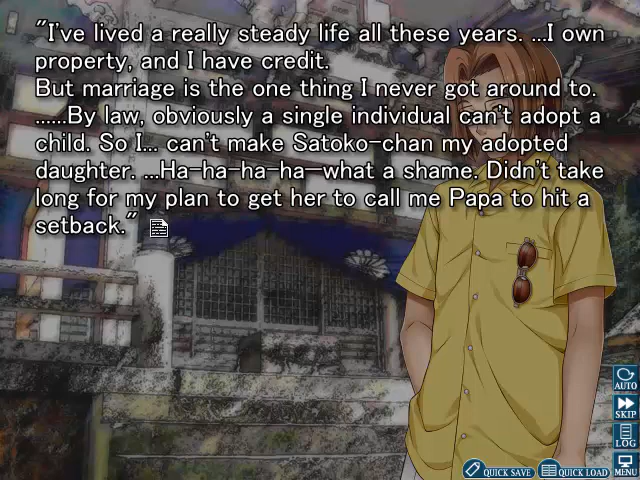 "I've lived a really steady life all these years. ...I own
property, and I have credit.
But marriage is the one thing I never got around to.
......By law, obviously a single individual can't adopt a
child. So I... can't make Satoko-chan my adopted
daughter. ...Ha-ha-ha-ha—what a shame. Didn't take
long for my plan to get her to call me Papa to hit a
setback."
AUTO
SKIP
LOG
QUICK SAVE
QUICK LOAD
MENU